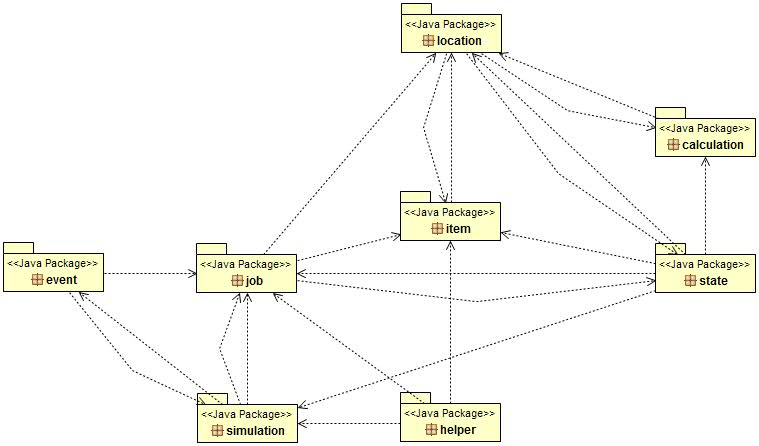 <<Java Package>>
location
<<Java Package>>
calculation
<<Java Package>>
item
<<Java Package>>
event
<<Java Package>>
job
<<Java Package>>
state
<<Java Package>>
simulation
<<Java Package>>
helper